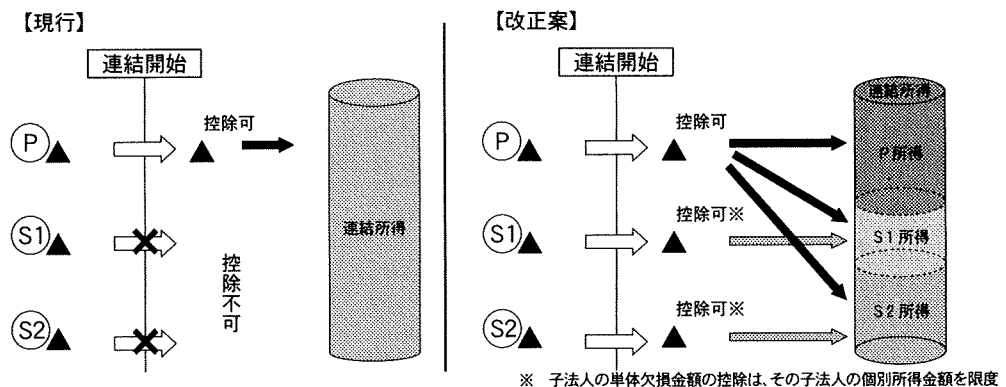 【現行】
連結開始
P
控除可
S1
控除不可
S2
連結所得
【改正案】
連結開始
P
控除可
S1
控除可※
S2
控除可※
連結所得
P所得
S1所得
S2所得
※ 子法人の単体欠損金額の控除は、その子法人の個別所得金額を限度